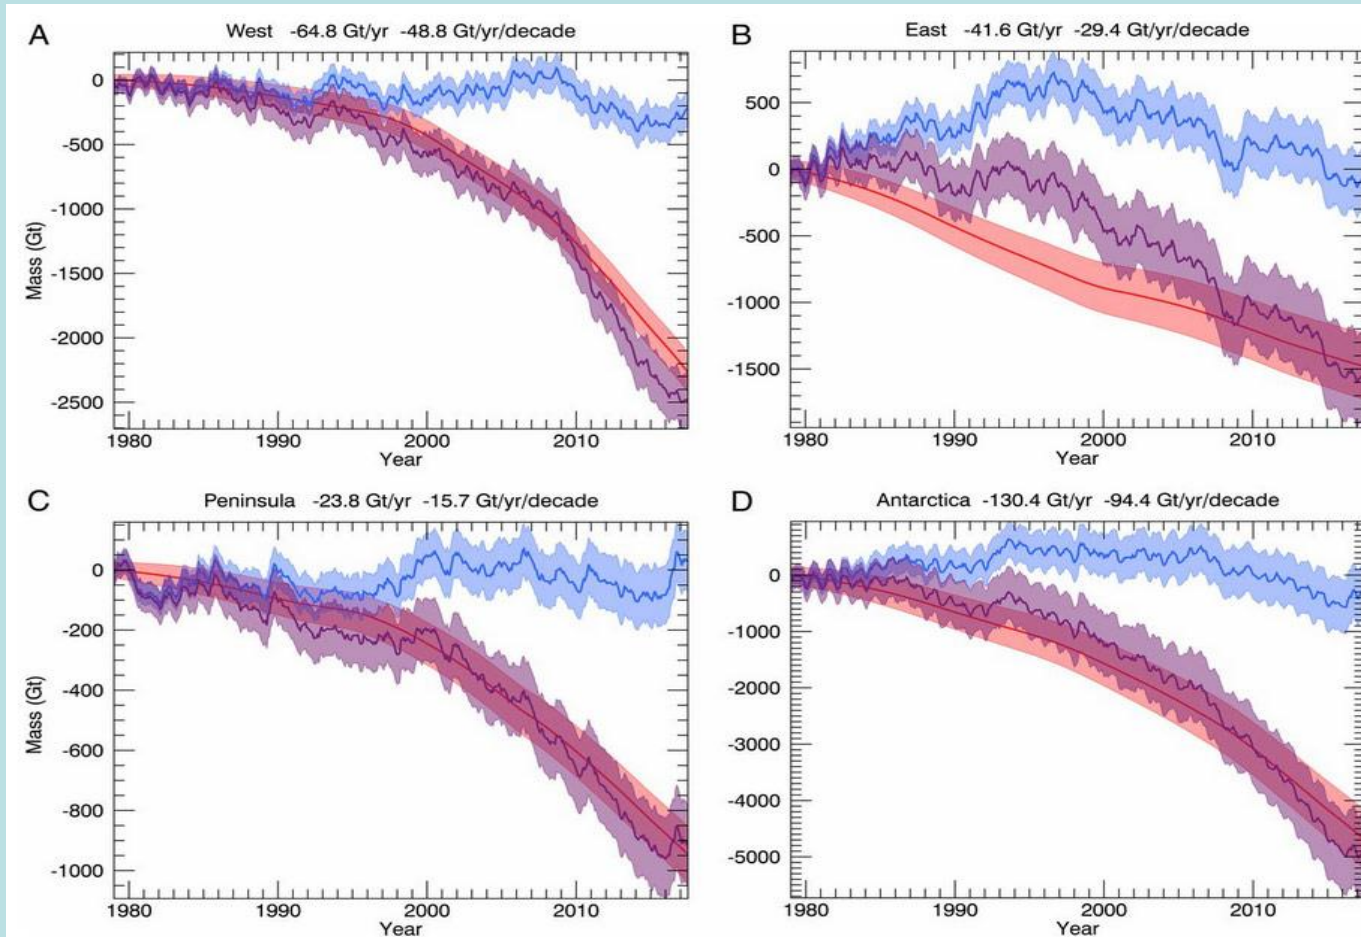 A
West -64.8 Gt/yr -48.8 Gt/yr/decade
Mass (Gt)
0
-500
-1000
-1500
-2000
-2500
1980 1990 2000 2010
Year
B
East -41.6 Gt/yr -29.4 Gt/yr/decade
500
0
-500
-1000
-1500
1980 1990 2000 2010
Year
C
Peninsula -23.8 Gt/yr -15.7 Gt/yr/decade
Mass (Gt)
0
-200
-400
-600
-800
-1000
1980 1990 2000 2010
Year
D
Antarctica -130.4 Gt/yr -94.4 Gt/yr/decade
0
-1000
-2000
-3000
-4000
-5000
1980 1990 2000 2010
Year